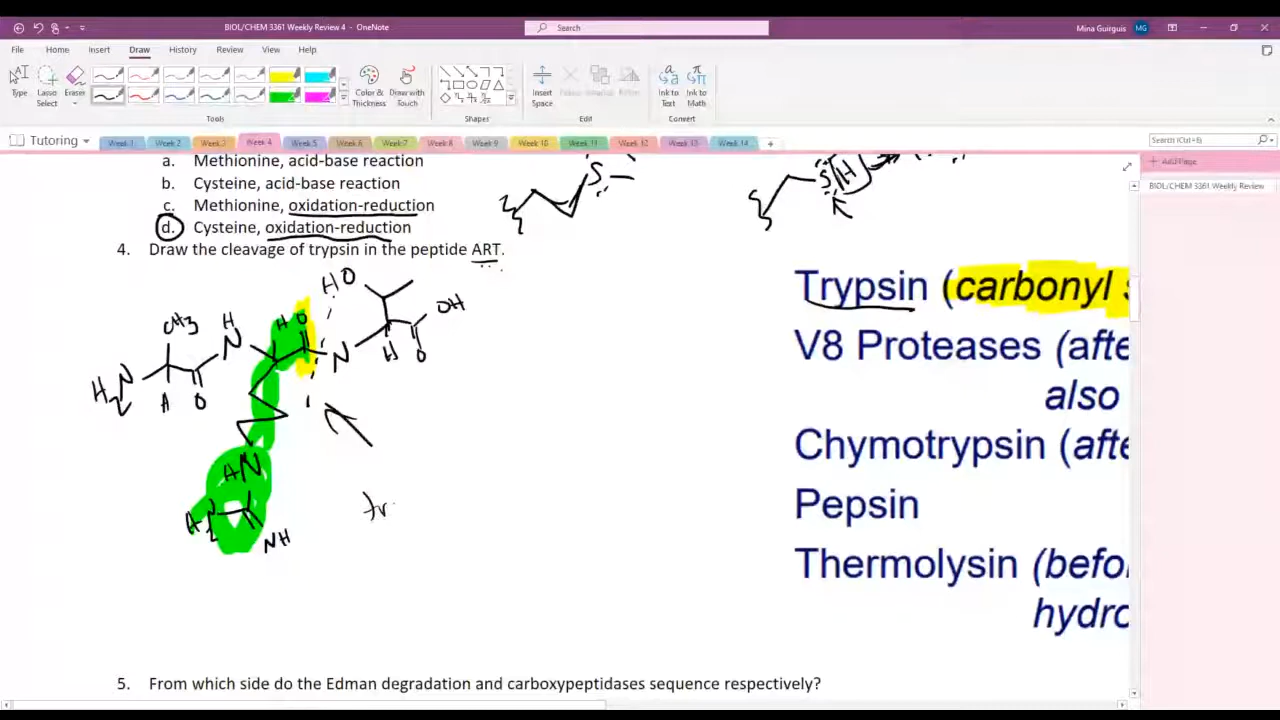 BIOL/CHEM 3361 Weekly Review 4 - OneNote
Search
Mina Guirguis
MG
File Home Insert Draw History Review View Help
Type
Lasso Select
Eraser
Color & Thickness
Draw with Touch
Insert Space
Ink to Text
Ink to Math
Tools
Shapes
Edit
Convert
Tutoring
Week 1 Week 2 Week 3 Week 4 Week 5 Week 6 Week 7 Week 8 Week 9 Week 10 Week 11 Week 12 Week 13 Week 14
Search (Ctrl+E)
Add Page
BIOL/CHEM 3361 Weekly Review
a. Methionine, acid-base reaction
b. Cysteine, acid-base reaction
c. Methionine, oxidation-reduction
d. Cysteine, oxidation-reduction
S
S H
4. Draw the cleavage of trypsin in the peptide ART.
HO
CH3 H H O OH
H2N N H O
H O
HN
H2N
NH
tr
Trypsin (carbonyl s
V8 Proteases (afte
also
Chymotrypsin (afte
Pepsin
Thermolysin (befo
hydro
5. From which side do the Edman degradation and carboxypeptidases sequence respectively?